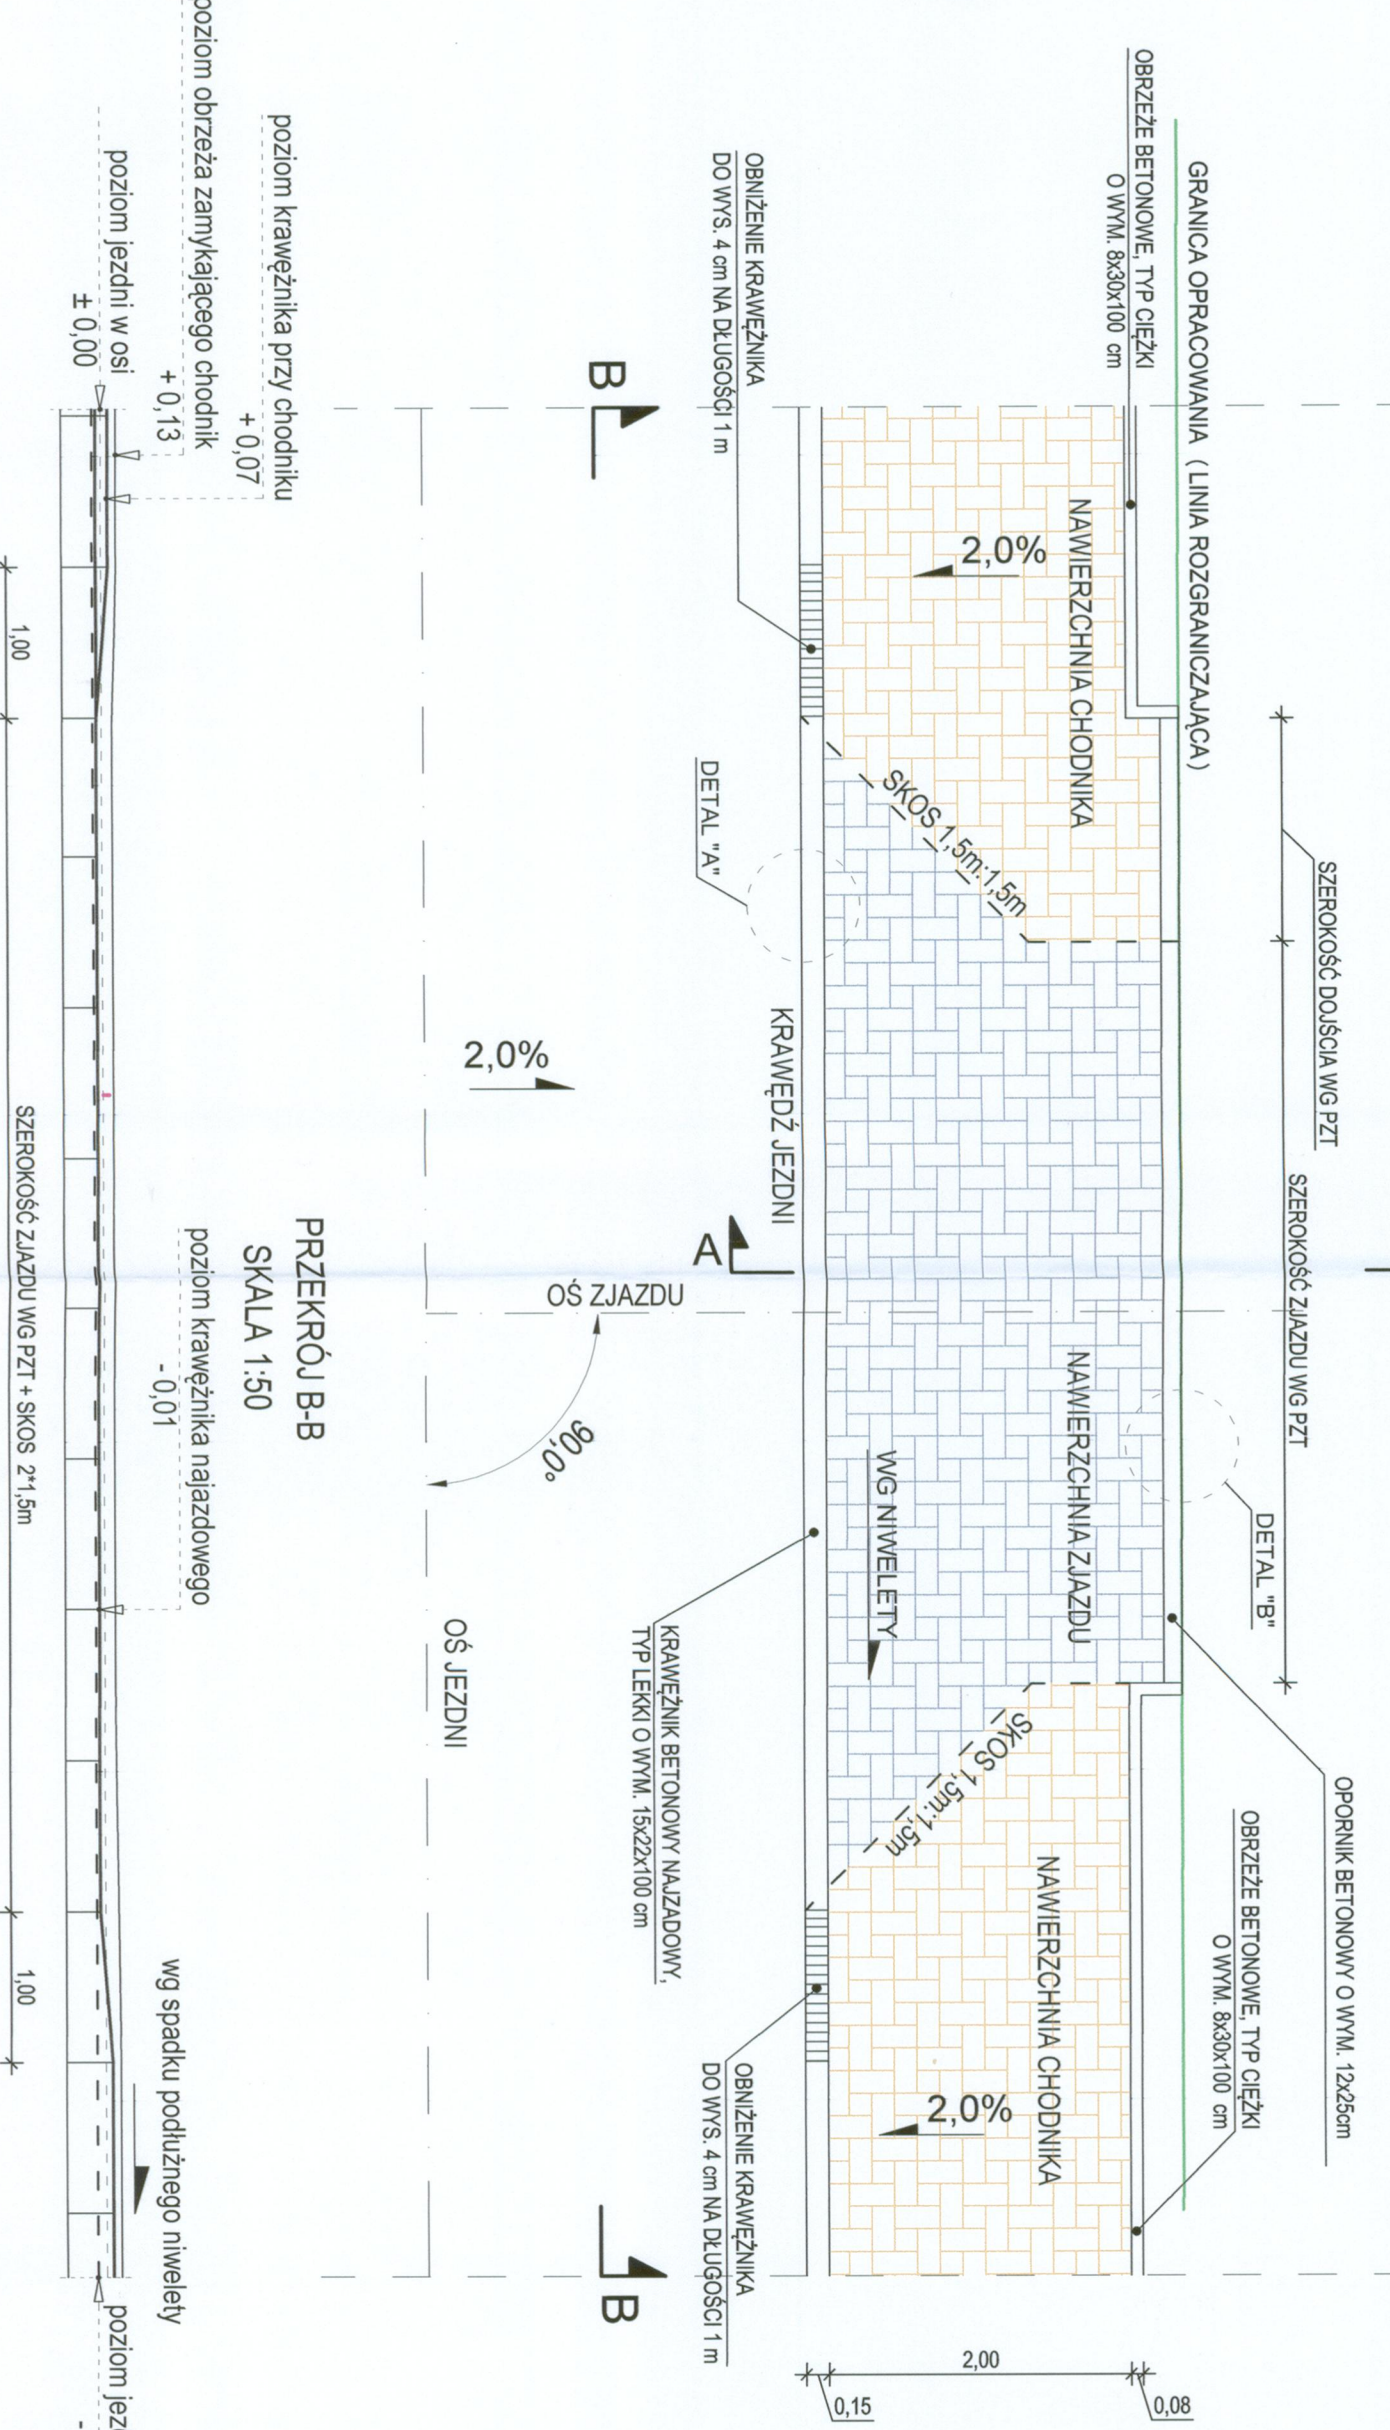 GRANICA OPRACOWANIA ( LINIA ROZGRANICZAJĄCA)
OBRZEŻE BETONOWE, TYP CIĘŻKI
O WYM. 8x30x100 cm
SZEROKOŚĆ DOJŚCIA WG PZT
SZEROKOŚĆ ZJAZDU WG PZT
DETAL "B"
OPORNIK BETONOWY O WYM. 12x25cm
OBRZEŻE BETONOWE, TYP CIĘŻKI
O WYM. 8x30x100 cm
NAWIERZCHNIA CHODNIKA
2,0%
SKOS 1,5m:1,5m
NAWIERZCHNIA ZJAZDU
WG NIWELETY
SKOS 1,5m:1,5m
NAWIERZCHNIA CHODNIKA
2,0%
2,00
0,15
0,08
OBNIŻENIE KRAWĘŻNIKA
DO WYS. 4 cm NA DŁUGOŚCI 1 m
DETAL "A"
KRAWĘDŹ JEZDNI
A
KRAWĘŻNIK BETONOWY NAJZADOWY,
TYP LEKKI O WYM. 15x22x100 cm
OBNIŻENIE KRAWĘŻNIKA
DO WYS. 4 cm NA DŁUGOŚCI 1 m
B
2,0%
OŚ ZJAZDU
90,0°
OŚ JEZDNI
B
PRZEKRÓJ B-B
SKALA 1:50
poziom krawężnika przy chodniku
+ 0,07
poziom obrzeża zamykającego chodnik
+ 0,13
poziom jezdni w osi
± 0,00
poziom krawężnika najazdowego
- 0,01
wg spadku podłużnego niwelety
poziom jez
1,00
SZEROKOŚĆ ZJAZDU WG PZT + SKOS 2*1,5m
1,00